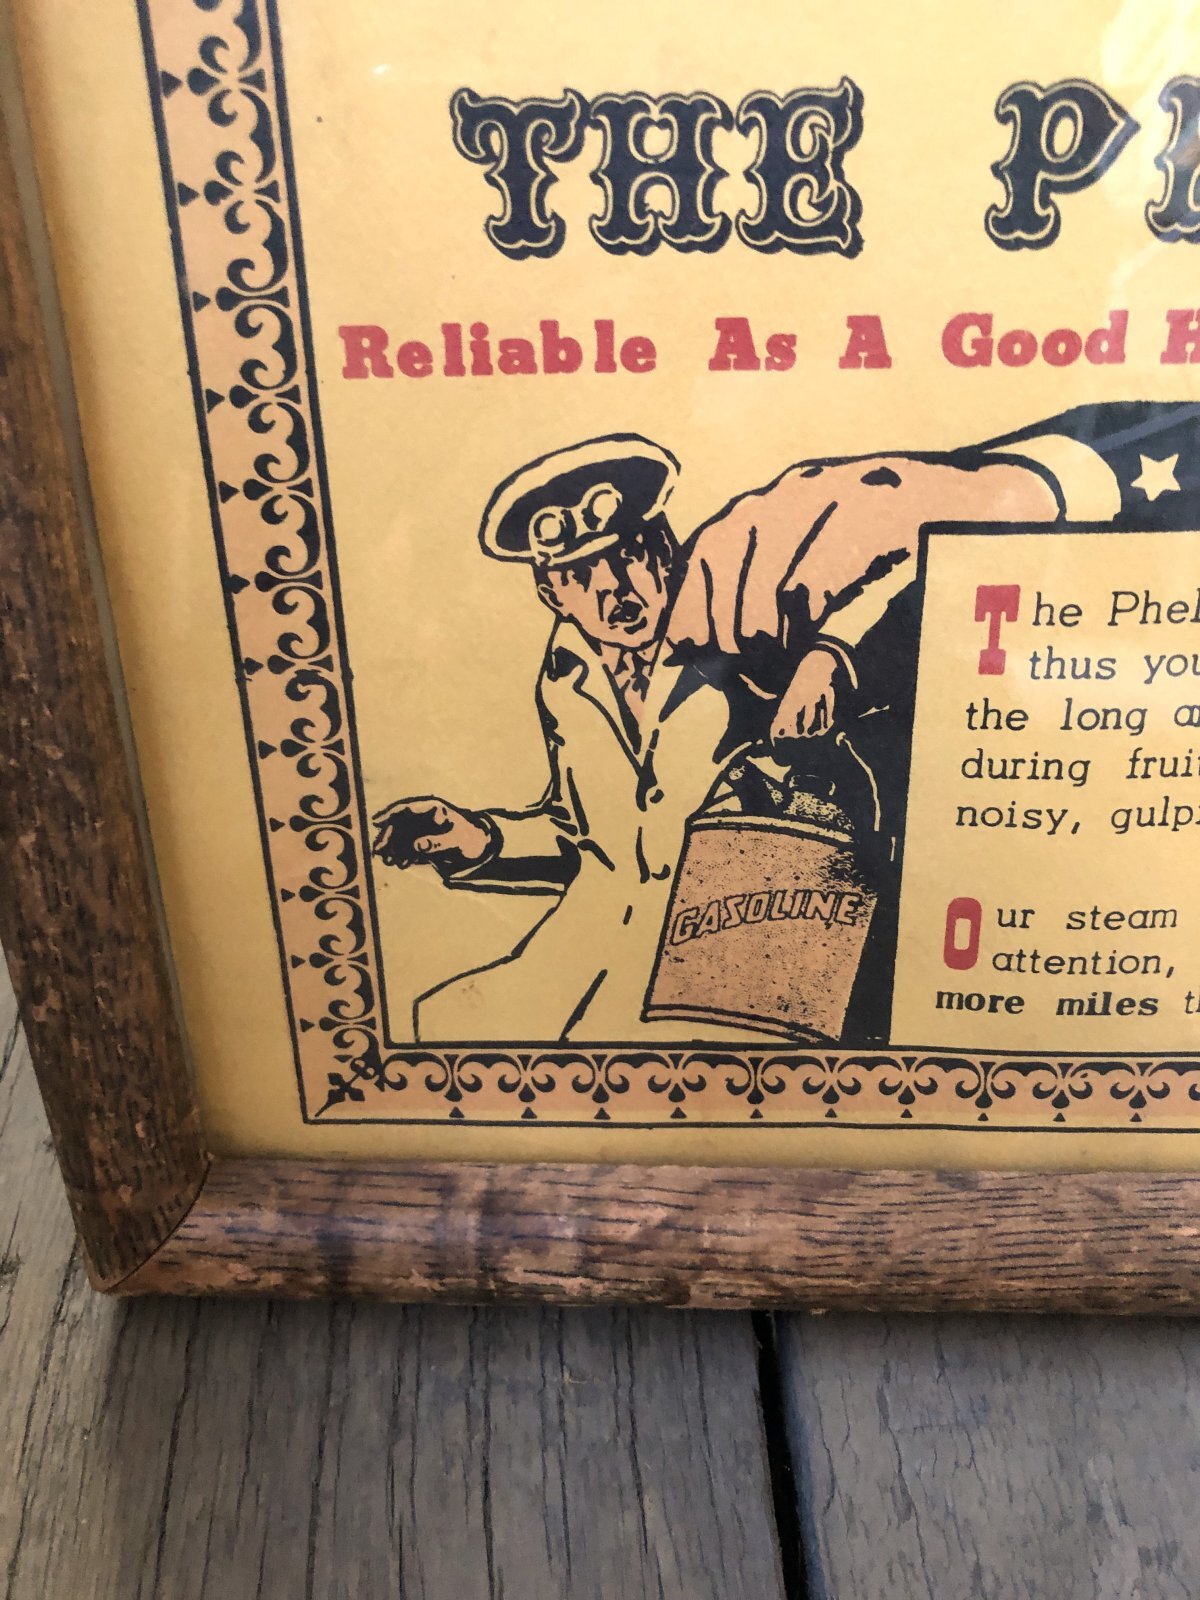 THE P
Reliable As A Good
The Phel
thus you
the long
during fruit
noisy, gulp
GASOLINE
Our steam
attention,
more miles